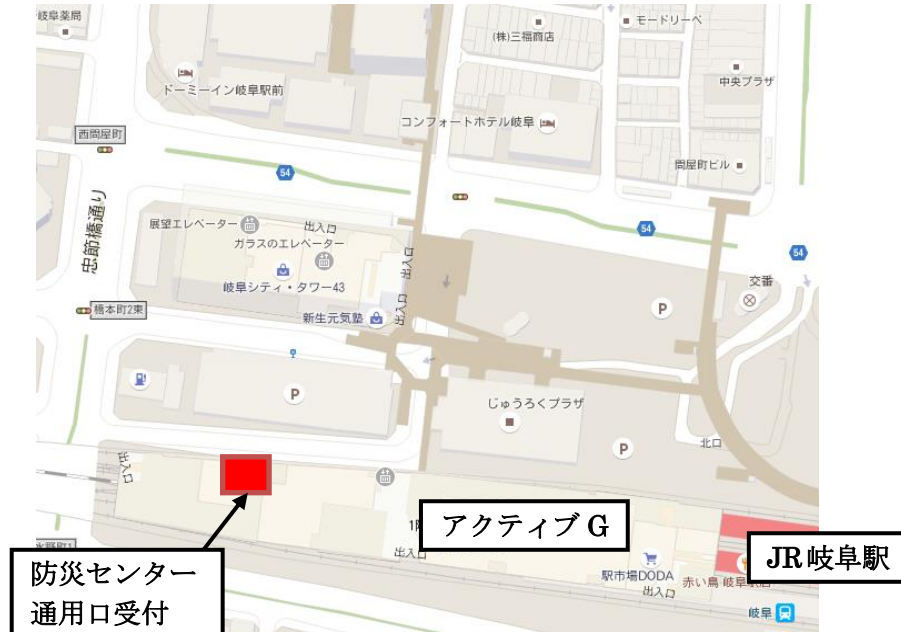 岐阜薬局
モードリーベ
(株)三福商店
中央プラザ
ドーミーイン岐阜駅前
コンフォートホテル岐阜
西問屋町
問屋町ビル
54
忠節橋通り
展望エレベーター
出入口
ガラスのエレベーター
54
出入口
54
岐阜シティ・タワー43
交番
橋本町2東
新生元気塾
出入口
P
P
じゅうろくプラザ
北口
P
出入口
アクティブG
1階
出入口
JR岐阜駅
防災センター
通用口受付
駅市場DODA
赤い鳥 岐阜
出入口
岐阜